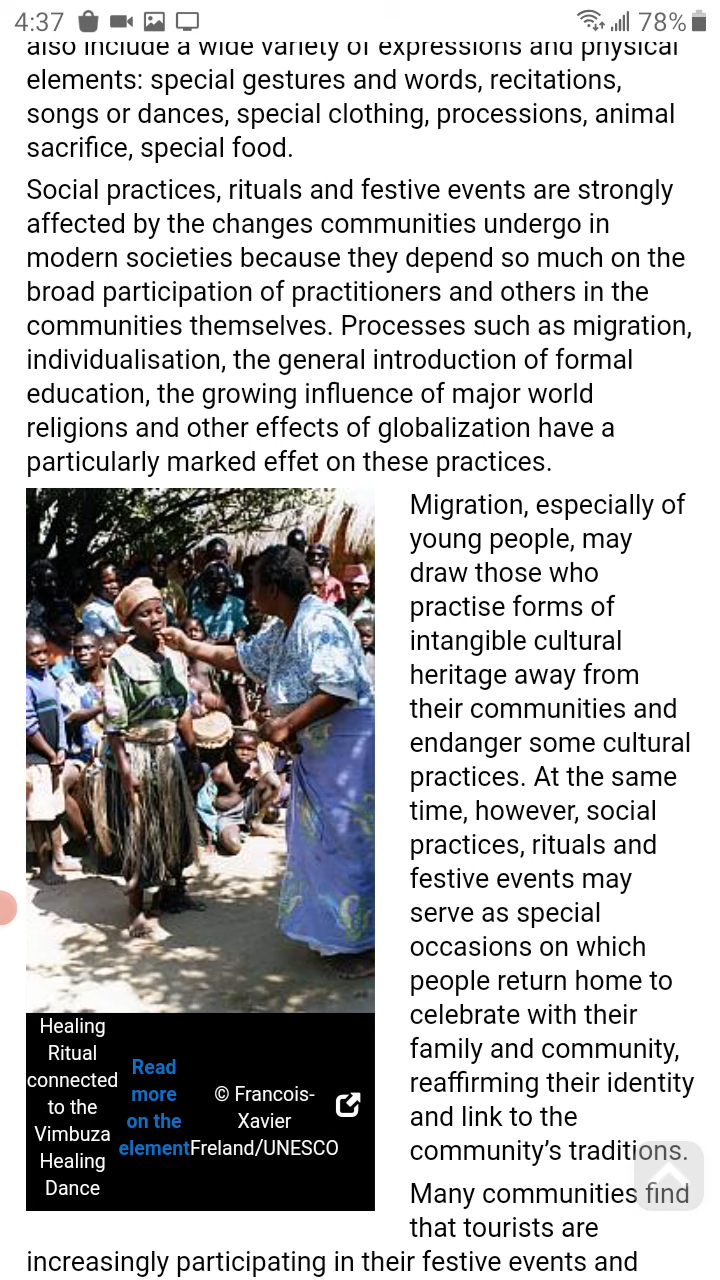 4:37
78%
also include a wide variety of expressions and physical
elements: special gestures and words, recitations,
songs or dances, special clothing, processions, animal
sacrifice, special food.
Social practices, rituals and festive events are strongly
affected by the changes communities undergo in
modern societies because they depend so much on the
broad participation of practitioners and others in the
communities themselves. Processes such as migration,
individualisation, the general introduction of formal
education, the growing influence of major world
religions and other effects of globalization have a
particularly marked effet on these practices.
Migration, especially of
young people, may
draw those who
practise forms of
intangible cultural
heritage away from
their communities and
endanger some cultural
practices. At the same
time, however, social
practices, rituals and
festive events may
serve as special
occasions on which
people return home to
celebrate with their
family and community,
reaffirming their identity
and link to the
community’s traditions.
Healing
Ritual
connected
to the
Vimbuza
Healing
Dance
Read
more
on the
element
© Francois-
Xavier
Freland/UNESCO
Many communities find
that tourists are
increasingly participating in their festive events and